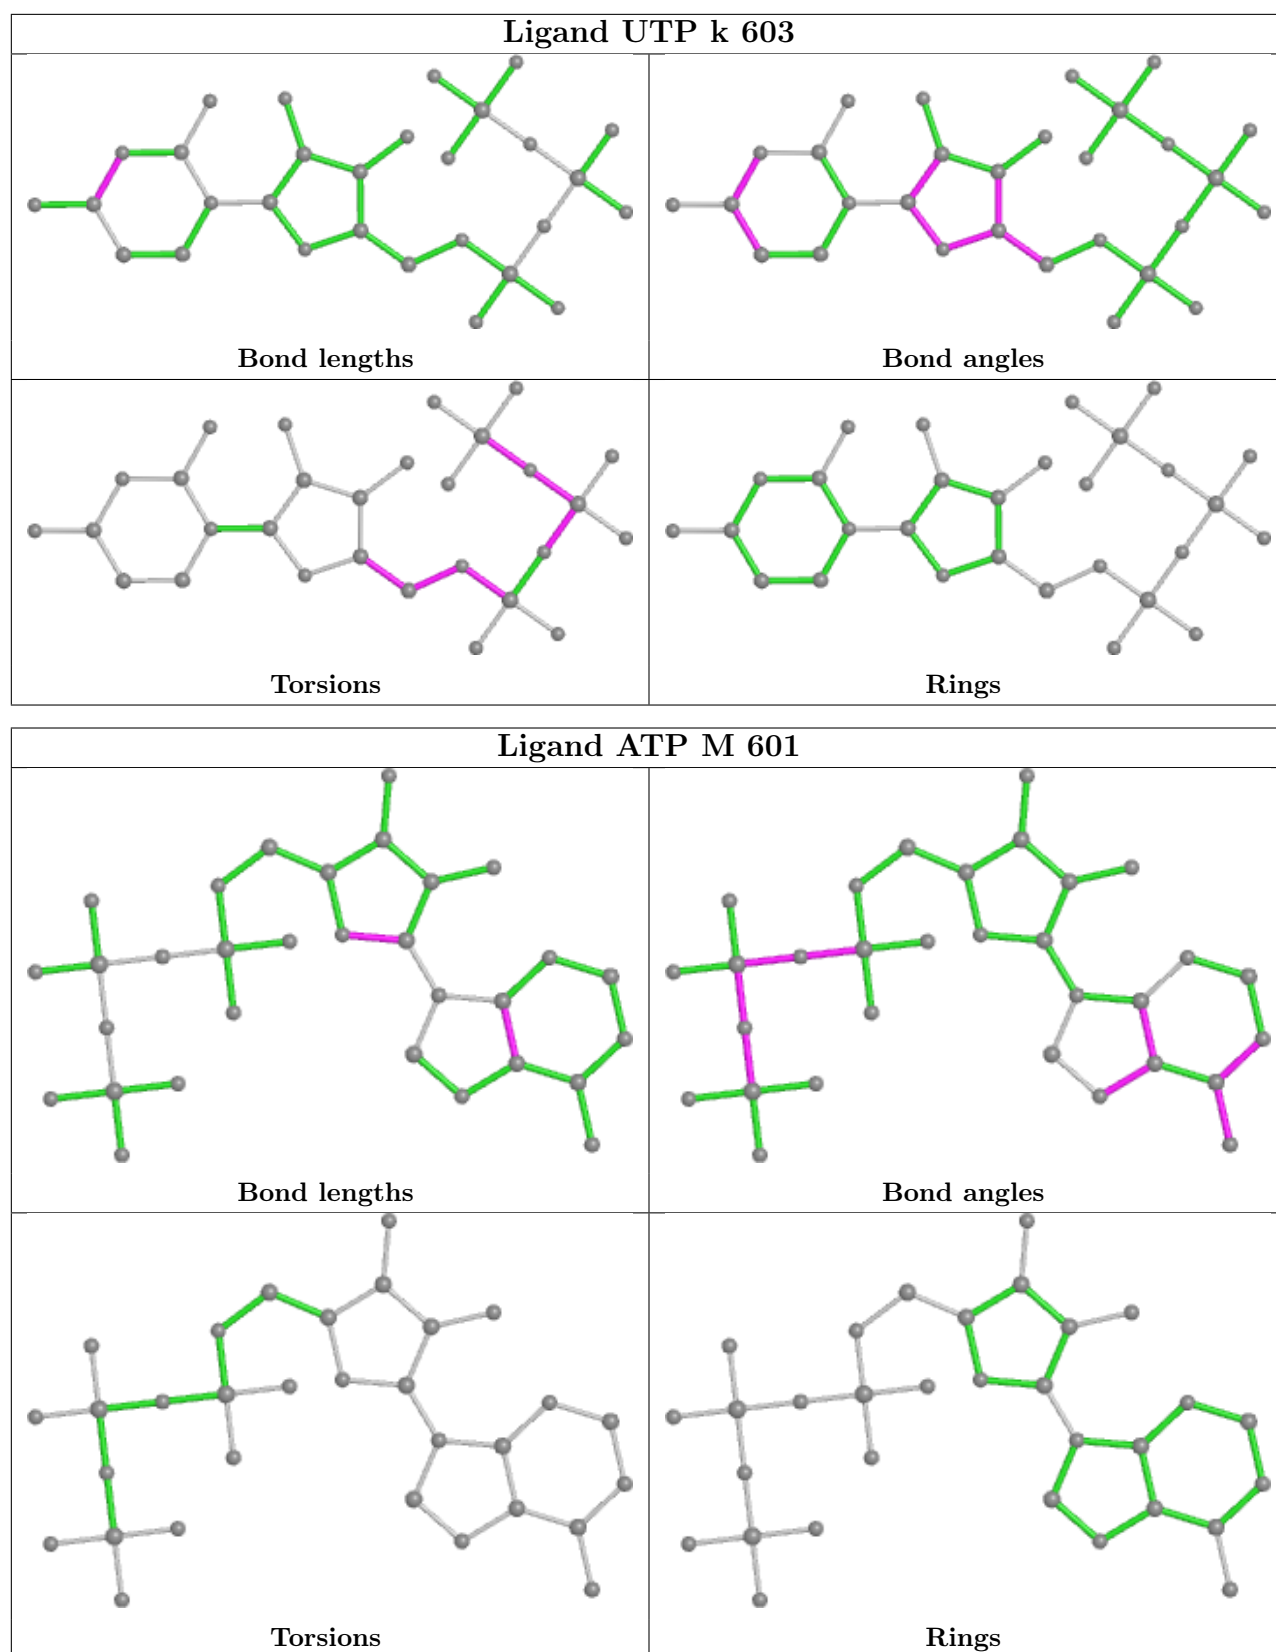 Ligand UTP k 603
Bond lengths
Bond angles
Torsions
Rings
Ligand ATP M 601
Bond lengths
Bond angles
Torsions
Rings